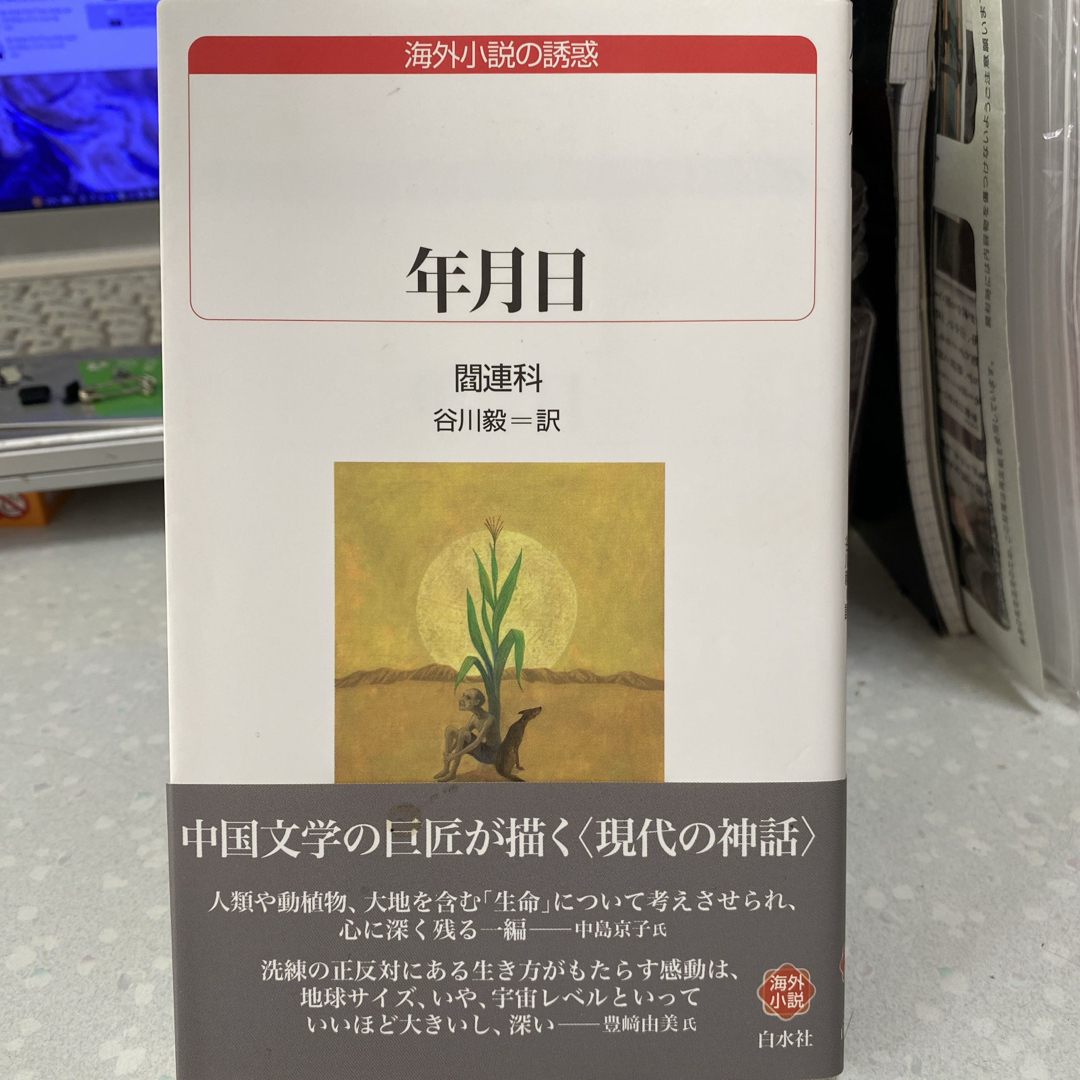 海外小説の誘惑
年月日
閻連科
谷川毅＝訳
中国文学の巨匠が描く〈現代の神話〉
人類や動植物、大地を含む「生命」について考えさせられ、
心に深く残る一編――中島京子氏
洗練の正反対にある生き方がもたらす感動は、
地球サイズ、いや、宇宙レベルといって
いいほど大きいし、深い――豊﨑由美氏
海外
小説
白水社